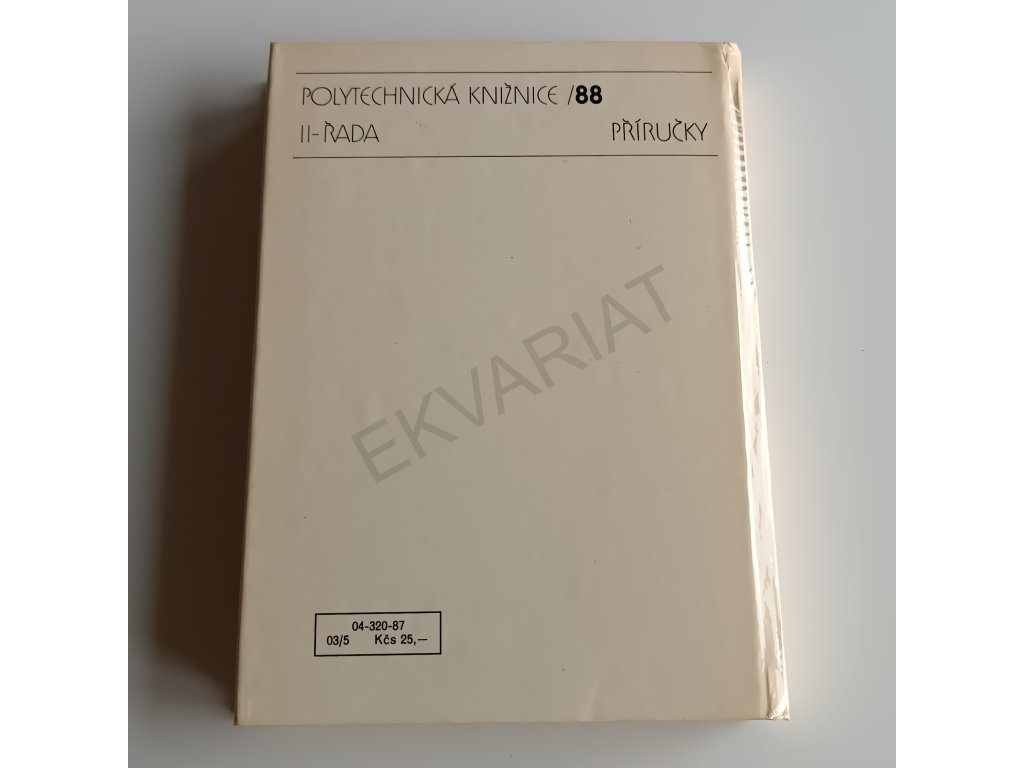 POLYTECHNICKÁ KNIŽNICE /88
II-ŘADA PŘÍRUČKY
EKVARIAT
04-320-87
03/5 Kčs 25,—